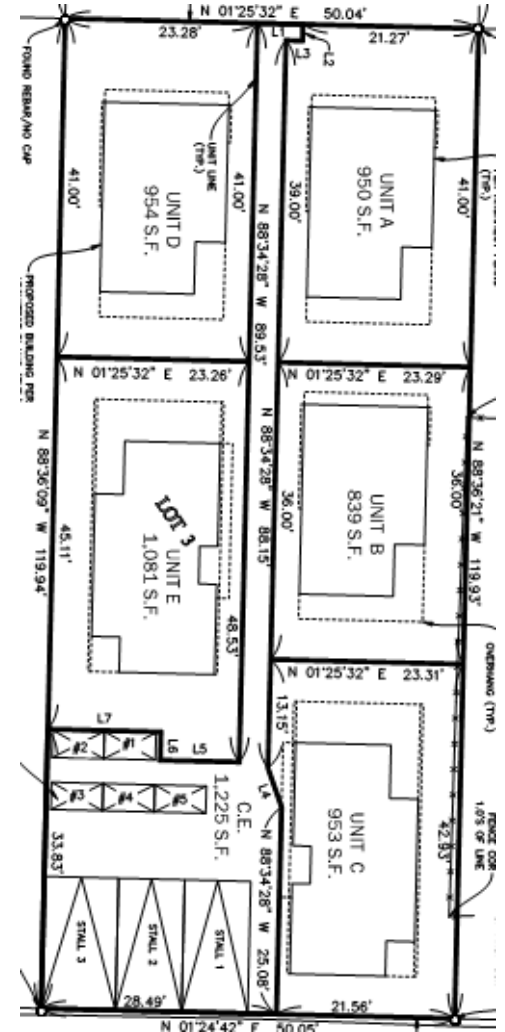 N 01°25'32" E 50.04'
23.28'
L1
21.27'
L3
L2
FOUND REBAR/NO CAP
UNIT LINE
(TYP.)
(TYP.)
41.00'
UNIT D
954 S.F.
41.00'
39.00'
UNIT A
950 S.F.
41.00'
N 88°34'28" W 89.53'
PROPOSED BUILDING PER
N 01°25'32" E 23.26'
N 01°25'32" E 23.29'
N 88°36'09" W 119.94'
45.11'
LOT 3
UNIT E
1,081 S.F.
48.53'
N 88°34'28" W 88.15'
36.00'
UNIT B
839 S.F.
N 88°36'21" W 119.93'
36.00'
OVERHANG (TYP.)
N 01°25'32" E 23.31'
13.15'
L7
L6
L5
#2
#1
#3
#4
#5
L4
C.E.
1,225 S.F.
UNIT C
953 S.F.
42.93'
FENCE COR
1.0'S OF LINE
33.83'
N 88°34'28" W 25.08'
STALL 3
STALL 2
STALL 1
28.49'
21.56'
N 01°24'42" E 50.05'